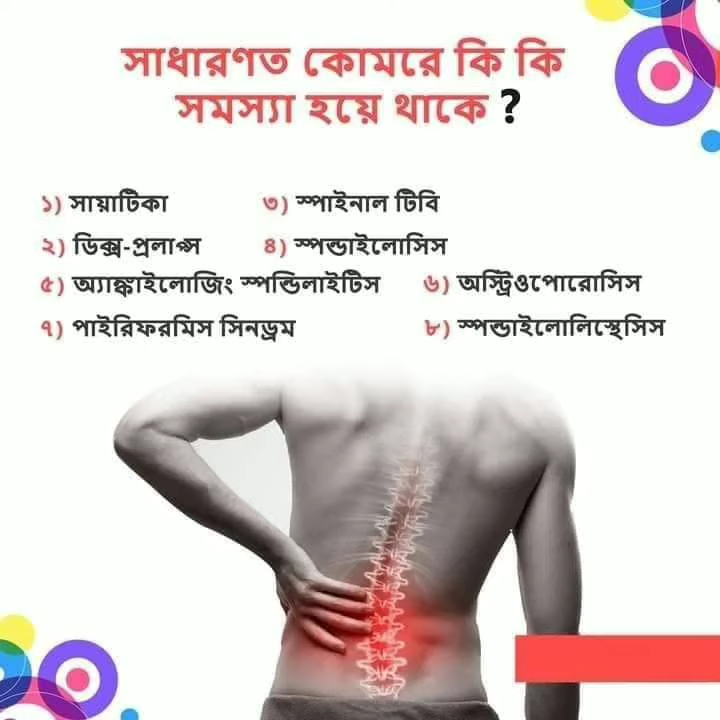 সাধারণত কোমরে কি কি
সমস্যা হয়ে থাকে ?
১) সায়াটিকা ৩) স্পাইনাল টিবি
২) ডিক্স-প্রলাপ্স ৪) স্পন্ডাইলোসিস
৫) অ্যাঙ্কাইলোজিং স্পন্ডিলাইটিস ৬) অস্ট্রিওপোরোসিস
৭) পাইরিফরমিস সিনড্রম ৮) স্পন্ডাইলোলিস্থেসিস